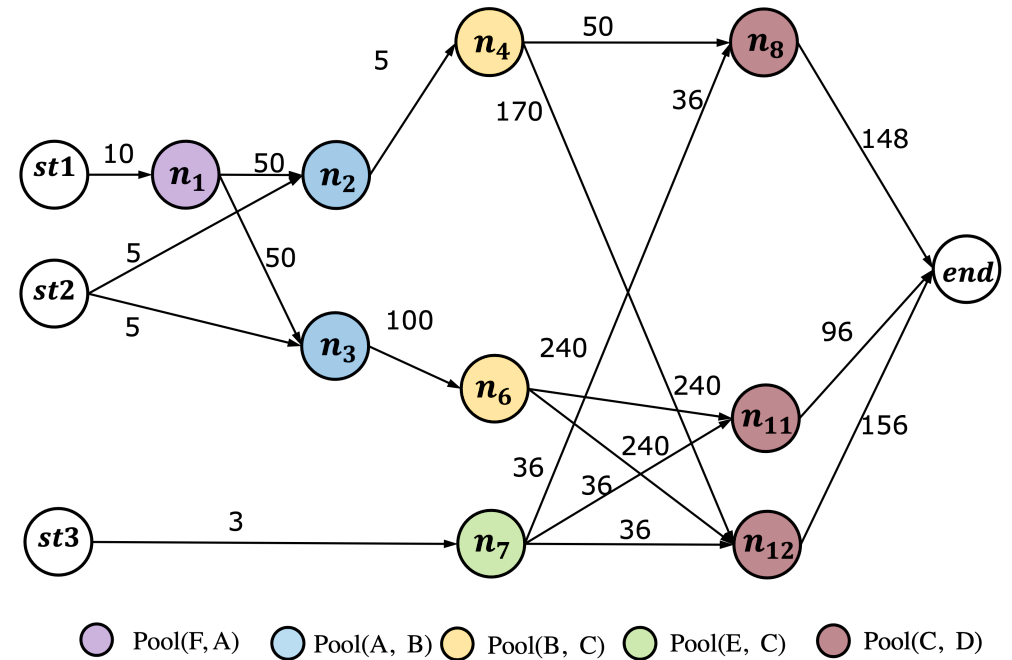 n4
50
n8
5
170
36
st1
10
n1
50
n2
148
5
50
st2
5
end
n3
100
240
240
96
n6
n11
156
240
36
36
st3
3
n7
36
n12
Pool(F, A)
Pool(A, B)
Pool(B, C)
Pool(E, C)
Pool(C, D)